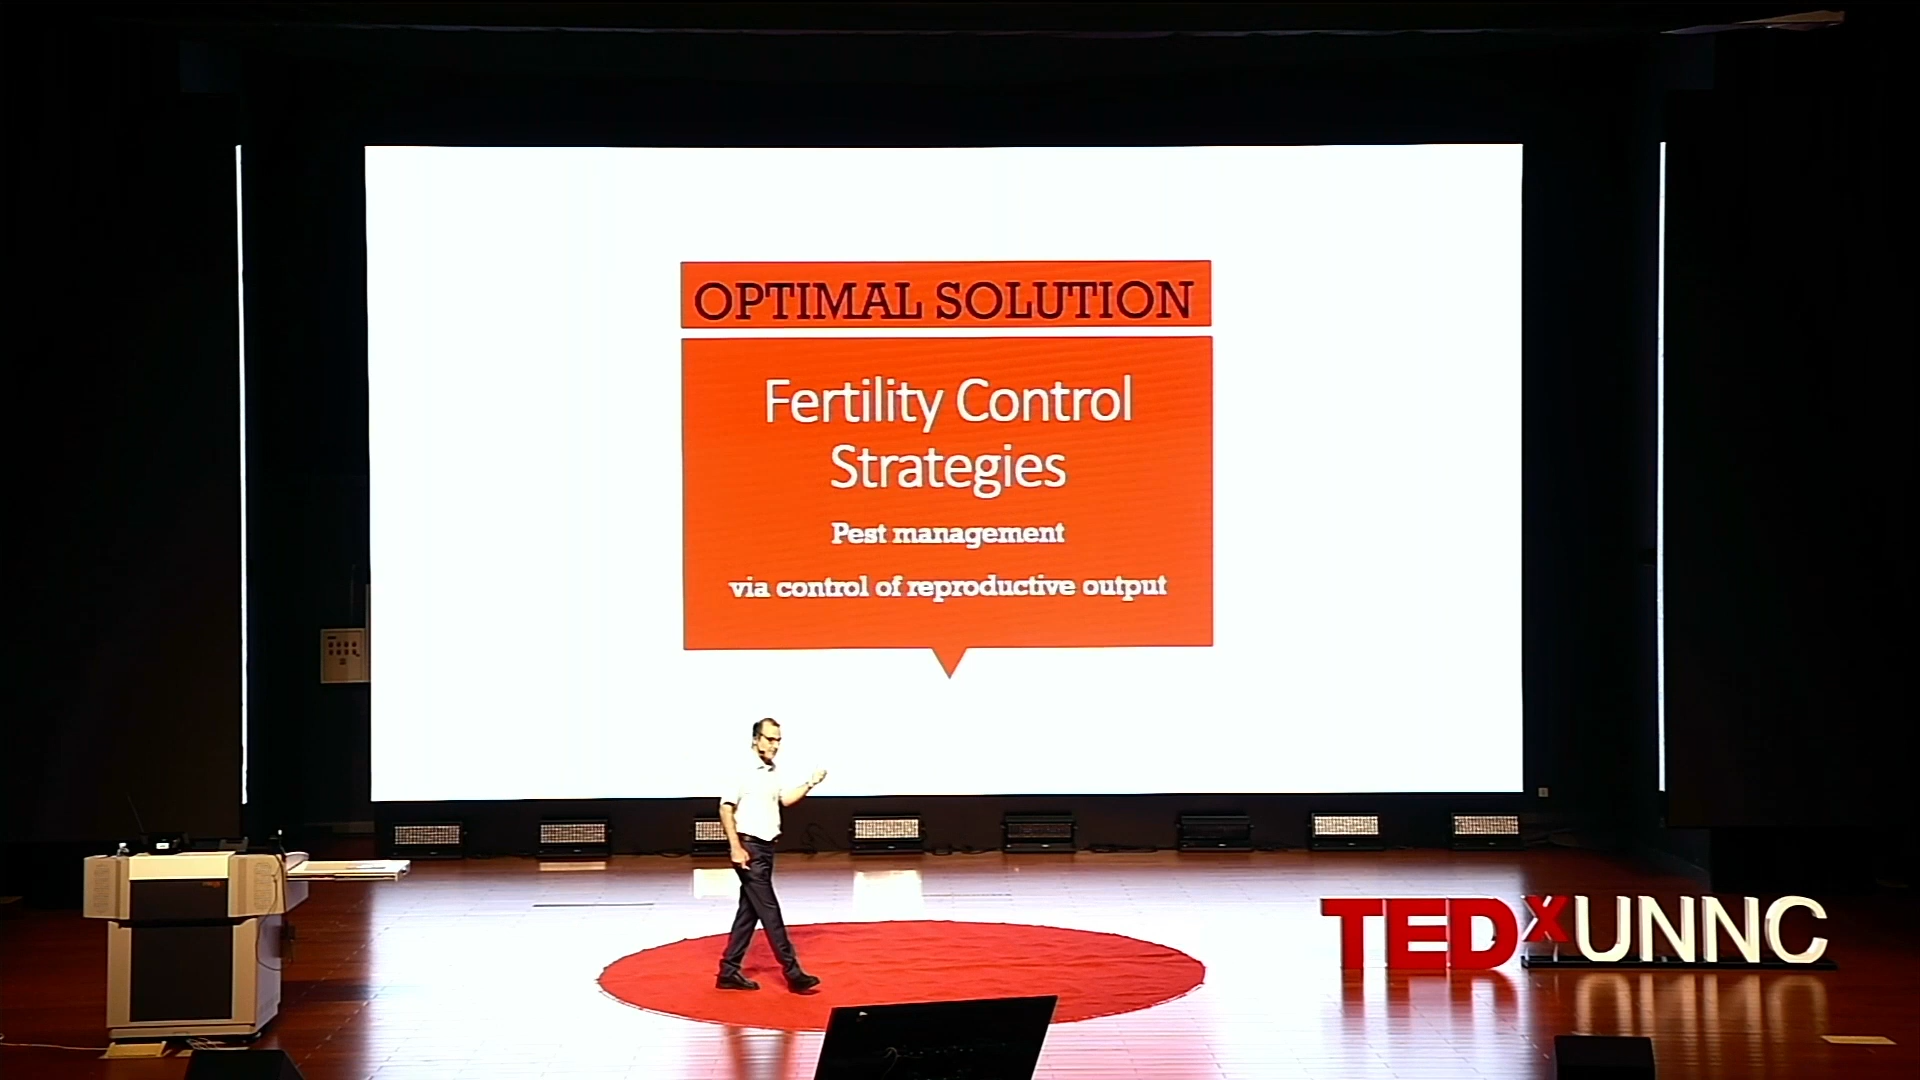 OPTIMAL SOLUTION
Fertility Control
Strategies
Pest management
via control of reproductive output
TEDxUNNC